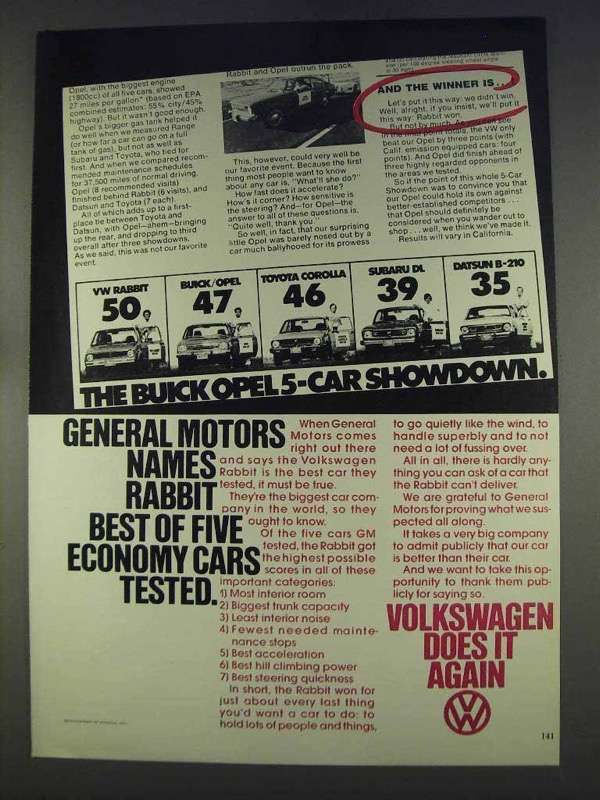 Opel, with the biggest engine
(1800cc) of all five cars, showed
27 miles per gallon* (based on EPA
combined estimates: 55% city/45%
highway). But it wasn't good enough.
Opel's bigger gas tank helped it
do well when we measured Range
(or how far a car can go on a full
tank of gas), but not as well as
Subaru and Toyota, who tied for
first. And when we compared recom-
mended maintenance schedules
for 37,500 miles of normal driving,
Opel (8 recommended visits)
finished behind Rabbit (6 visits), and
Datsun and Toyota (7 each).
All of which adds up to a first-
place tie between Toyota and
Datsun, with Opel—ahem—bringing
up the rear, and dropping to third
overall after three showdowns.
As we said, this was not our favorite
event.
Rabbit and Opel outrun the pack.
This, however, could very well be
our favorite event. Because the first
thing most people want to know
about any car is, "What'll she do?"
How fast does it accelerate?
How's it corner? How sensitive is
the steering? And—for Opel—the
answer to all of these questions is,
"Quite well, thank you."
So well, in fact, that our surprising
little Opel was barely nosed out by a
car much ballyhooed for its prowess
AND THE WINNER IS...
Let's put it this way: we didn't win.
Well, alright, if you insist, we'll put it
this way: Rabbit won.
But not by much. As you can see
in the final point totals, the VW only
beat our Opel by three points (with
Calif. emission equipped cars: four
points). And Opel did finish ahead of
three highly regarded opponents in
the areas we tested.
So if the point of this whole 5-Car
Showdown was to convince you that
our Opel could hold its own against
better established competitors...
that Opel should definitely be
considered when you wander out to
shop...well, we think we've made it.
Results will vary in California.
VW RABBIT
50
BUICK/OPEL
47
TOYOTA COROLLA
46
SUBARU DL
39
DATSUN B-210
35
THE BUICK OPEL 5-CAR SHOWDOWN.
GENERAL MOTORS
NAMES
RABBIT
BEST OF FIVE
ECONOMY CARS
TESTED.
When General
Motors comes
right out there
and says the Volkswagen
Rabbit is the best car they
tested, it must be true.
They're the biggest car com-
pany in the world, so they
ought to know.
Of the five cars GM
tested, the Rabbit got
the highest possible
scores in all of these
important categories:
1) Most interior room
2) Biggest trunk capacity
3) Least interior noise
4) Fewest needed mainte-
nance stops
5) Best acceleration
6) Best hill climbing power
7) Best steering quickness
In short, the Rabbit won for
just about every last thing
you'd want a car to do: to
hold lots of people and things,
to go quietly like the wind, to
handle superbly and to not
need a lot of fussing over.
All in all, there is hardly any-
thing you can ask of a car that
the Rabbit can't deliver.
We are grateful to General
Motors for proving what we sus-
pected all along.
It takes a very big company
to admit publicly that our car
is better than their car.
And we want to take this op-
portunity to thank them pub-
licly for saying so.
VOLKSWAGEN
DOES IT
AGAIN
141